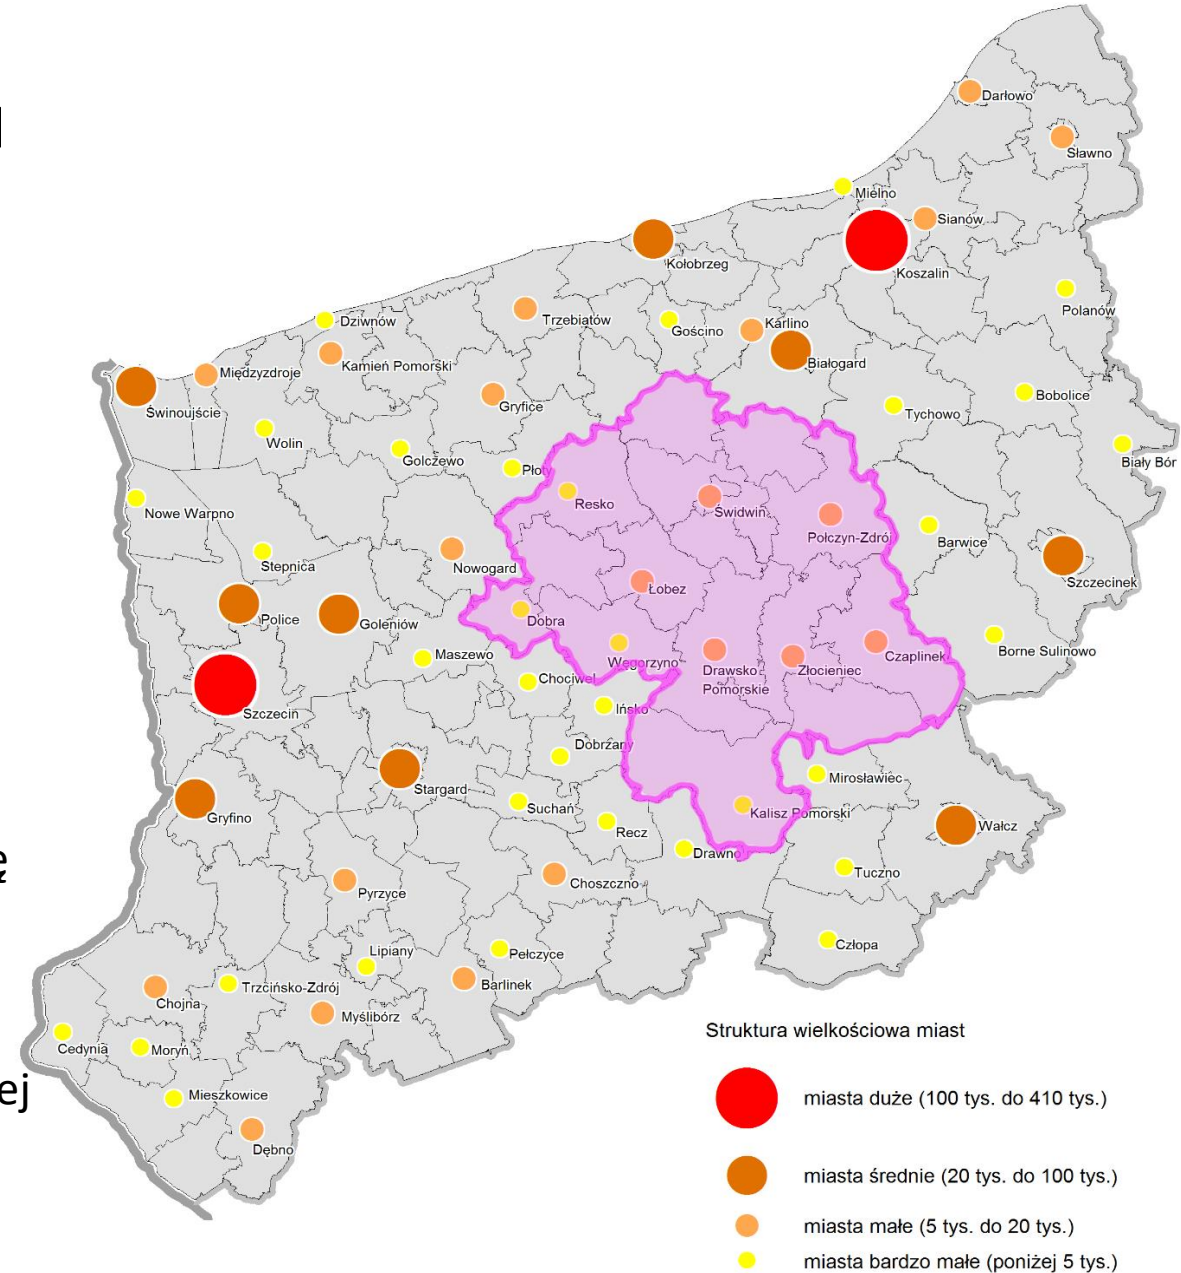 Darłowo
Sławno
Mielno
Sianów
Koszalin
Kołobrzeg
Polanów
Dziwnów
Trzebiatów
Gościno
Karlino
Białogard
Kamień Pomorski
Międzyzdroje
Świnoujście
Gryfice
Tychowo
Bobolice
Wolin
Golczewo
Płoty
Biały Bór
Nowe Warpno
Resko
Świdwin
Połczyn-Zdrój
Barwice
Stepnica
Nowogard
Szczecinek
Łobez
Police
Goleniów
Dobra
Maszewo
Węgorzyno
Drawsko
Pomorskie
Złocieniec
Czaplinek
Borne Sulinowo
Chociwel
Szczecin
Ińsko
Dobrzany
Stargard
Mirosławiec
Gryfino
Suchań
Recz
Kalisz Pomorski
Wałcz
Drawno
ę
Pyrzyce
Choszczno
Tuczno
Lipiany
Pełczyce
Człopa
Chojna
Trzcińsko-Zdrój
Barlinek
Myślibórz
Cedynia
Moryń
Mieszkowice
ej
Dębno
Struktura wielkościowa miast
miasta duże (100 tys. do 410 tys.)
miasta średnie (20 tys. do 100 tys.)
miasta małe (5 tys. do 20 tys.)
miasta bardzo małe (poniżej 5 tys.)